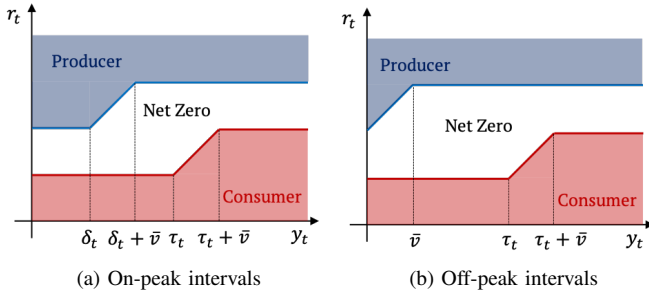 r_t
Producer
Net Zero
Consumer
δ_t δ_t + v̄ τ_t τ_t + v̄ y_t
(a) On-peak intervals
r_t
Producer
Net Zero
Consumer
v̄ τ_t τ_t + v̄ y_t
(b) Off-peak intervals